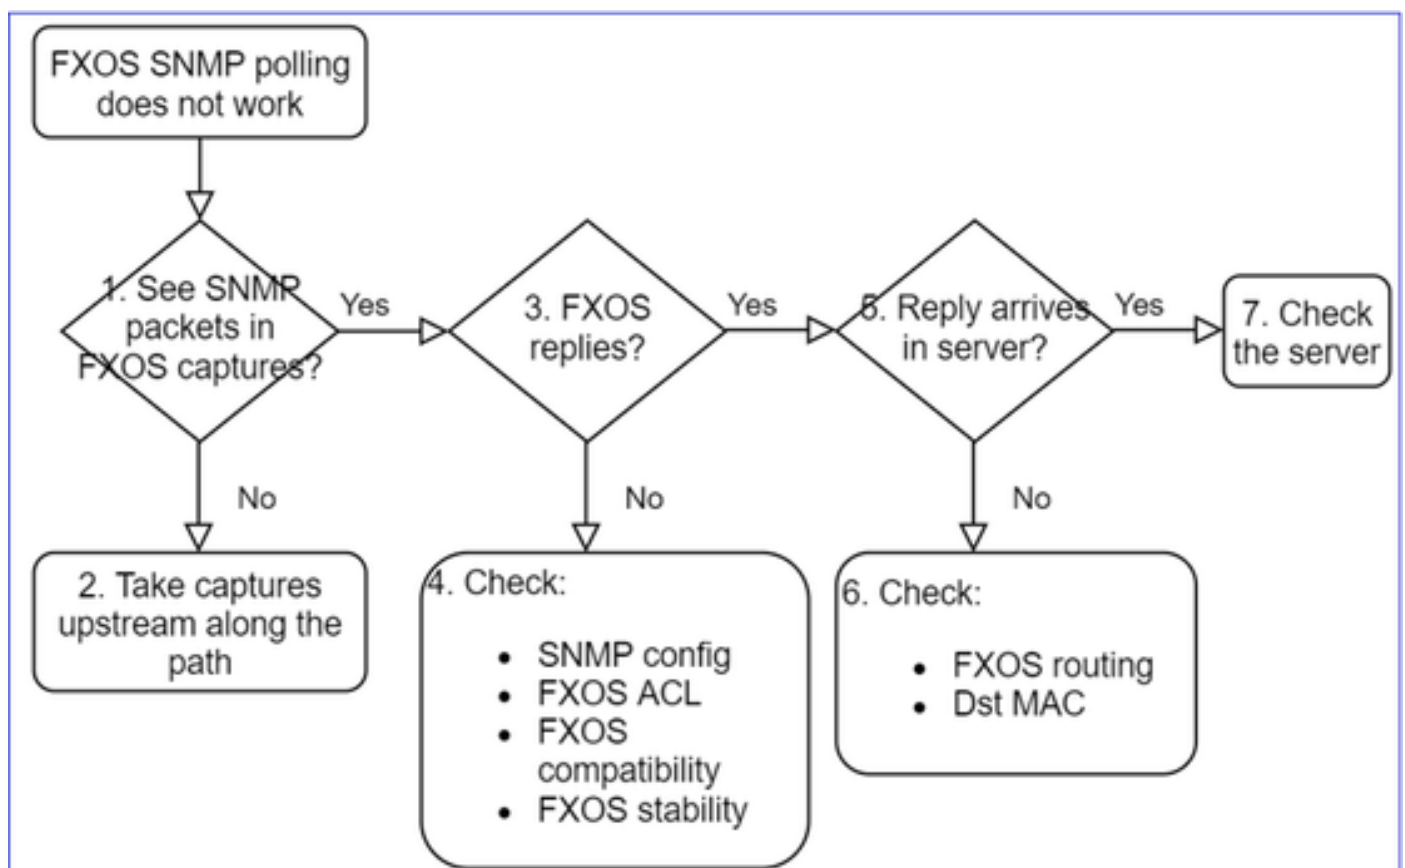 FXOS SNMP polling
does not work
1. See SNMP
packets in
FXOS captures?
Yes
3. FXOS
replies?
Yes
5. Reply arrives
in server?
Yes
7. Check
the server
No
No
No
2. Take captures
upstream along the
path
4. Check:
• SNMP config
• FXOS ACL
• FXOS
compatibility
• FXOS stability
6. Check:
• FXOS routing
• Dst MAC